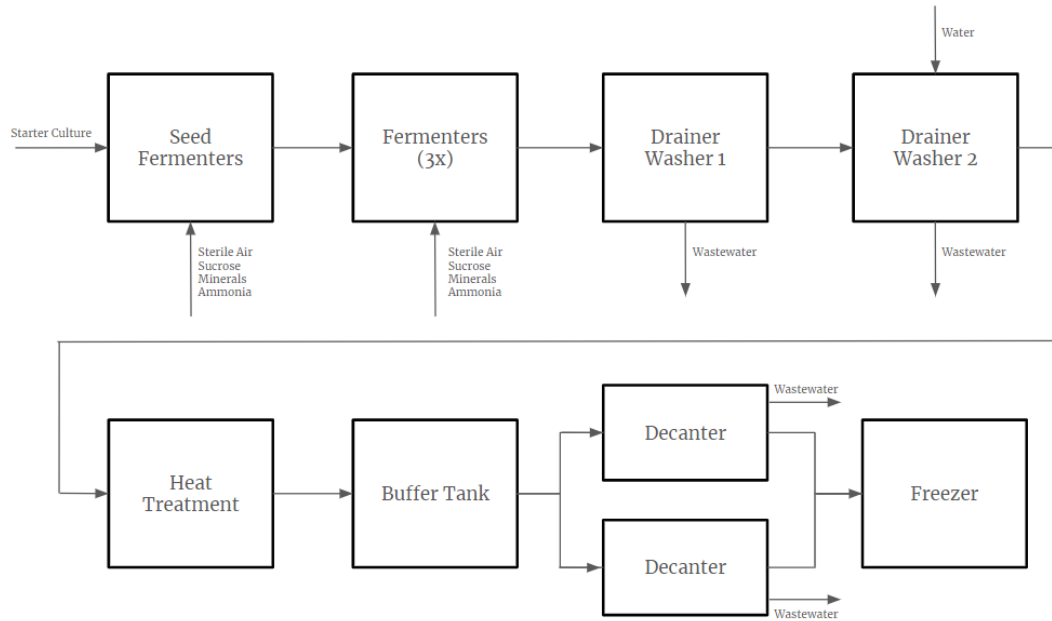 Water
Starter Culture
Seed
Fermenters
Fermenters
(3x)
Drainer
Washer 1
Drainer
Washer 2
Sterile Air
Sucrose
Minerals
Ammonia
Sterile Air
Sucrose
Minerals
Ammonia
Wastewater
Wastewater
Heat
Treatment
Buffer Tank
Decanter
Wastewater
Decanter
Wastewater
Freezer